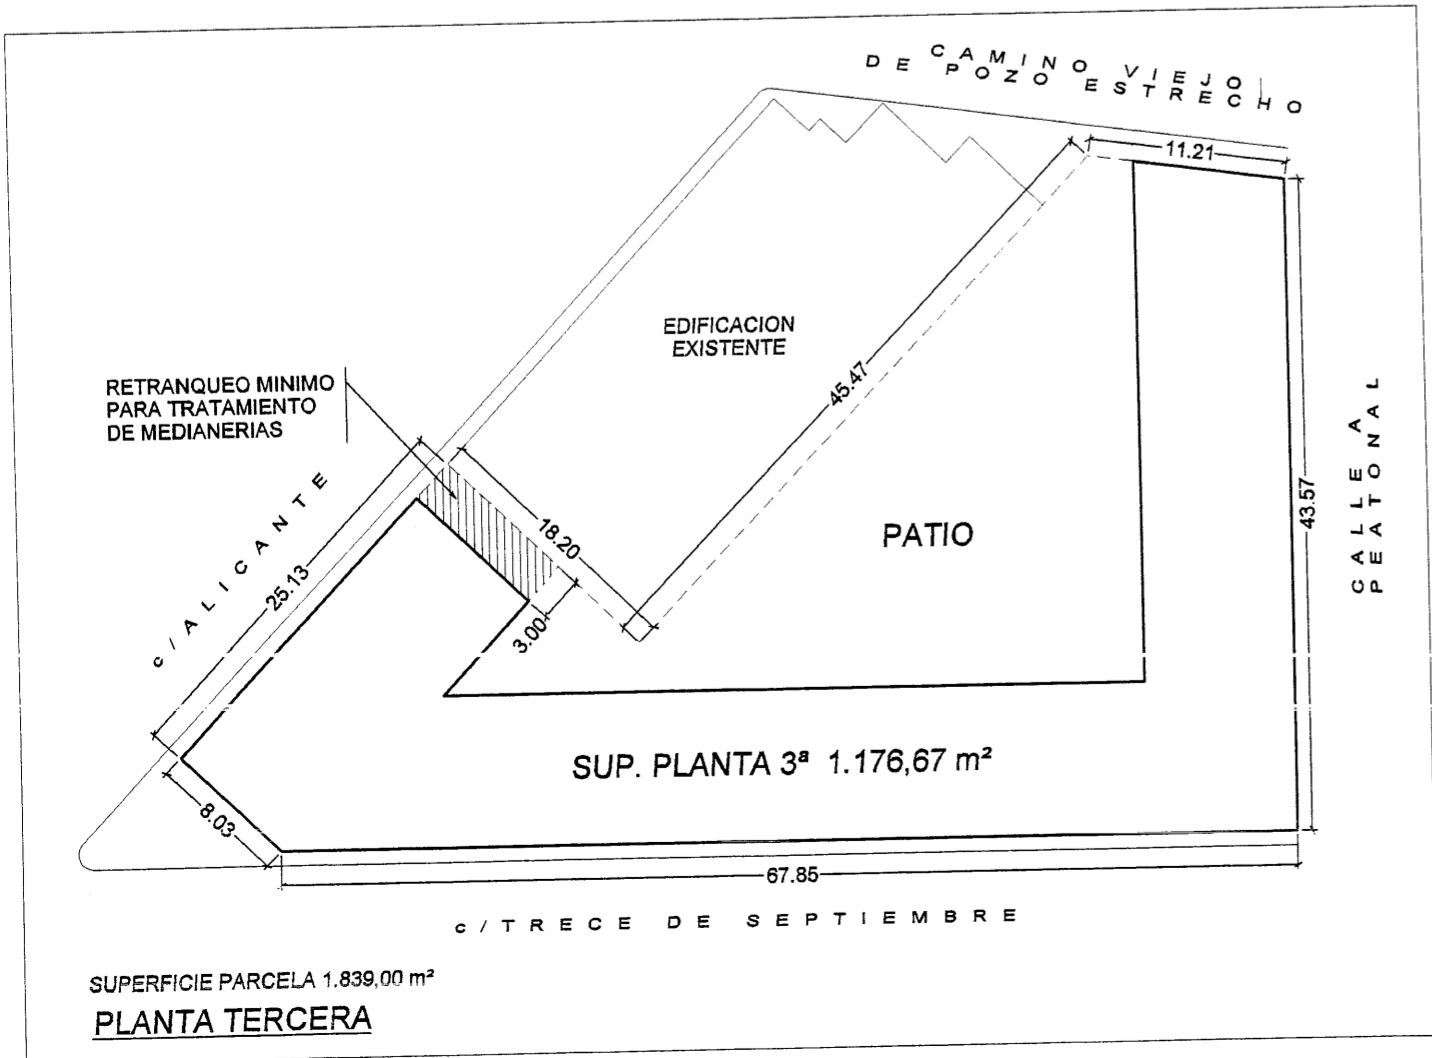 CAMINO VIEJO
DE POZO ESTRECHO
11.21
EDIFICACION
EXISTENTE
RETRANQUEO MINIMO
PARA TRATAMIENTO
DE MEDIANERIAS
45.47
CALLE A
PEATONAL
c/ALICANTE
25.13
18.20
43.57
PATIO
3.00
SUP. PLANTA 3ª 1.176,67 m²
8.03
67.85
c/TRECE DE SEPTIEMBRE
SUPERFICIE PARCELA 1.839,00 m²
PLANTA TERCERA